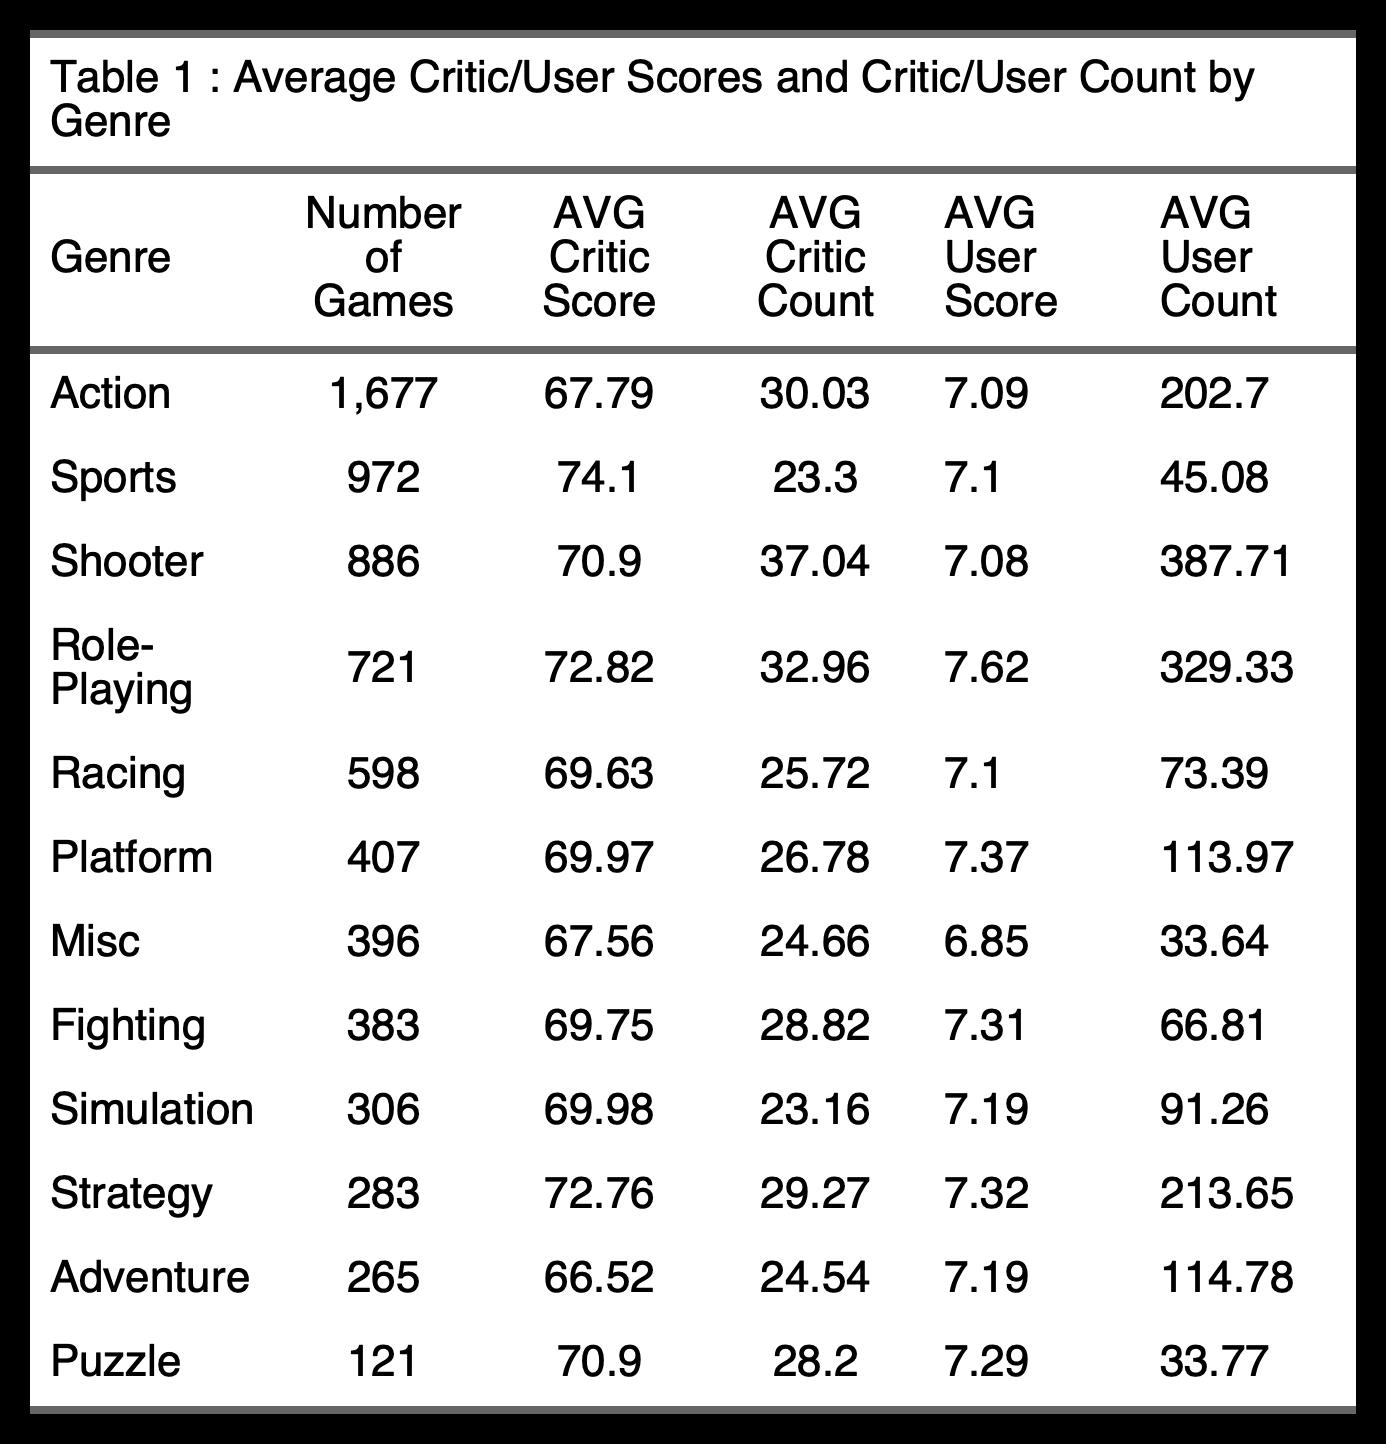 Table 1 : Average Critic/User Scores and Critic/User Count by
Genre
Genre Number of Games AVG Critic Score AVG Critic Count AVG User Score AVG User Count
Action 1,677 67.79 30.03 7.09 202.7
Sports 972 74.1 23.3 7.1 45.08
Shooter 886 70.9 37.04 7.08 387.71
Role-Playing 721 72.82 32.96 7.62 329.33
Racing 598 69.63 25.72 7.1 73.39
Platform 407 69.97 26.78 7.37 113.97
Misc 396 67.56 24.66 6.85 33.64
Fighting 383 69.75 28.82 7.31 66.81
Simulation 306 69.98 23.16 7.19 91.26
Strategy 283 72.76 29.27 7.32 213.65
Adventure 265 66.52 24.54 7.19 114.78
Puzzle 121 70.9 28.2 7.29 33.77